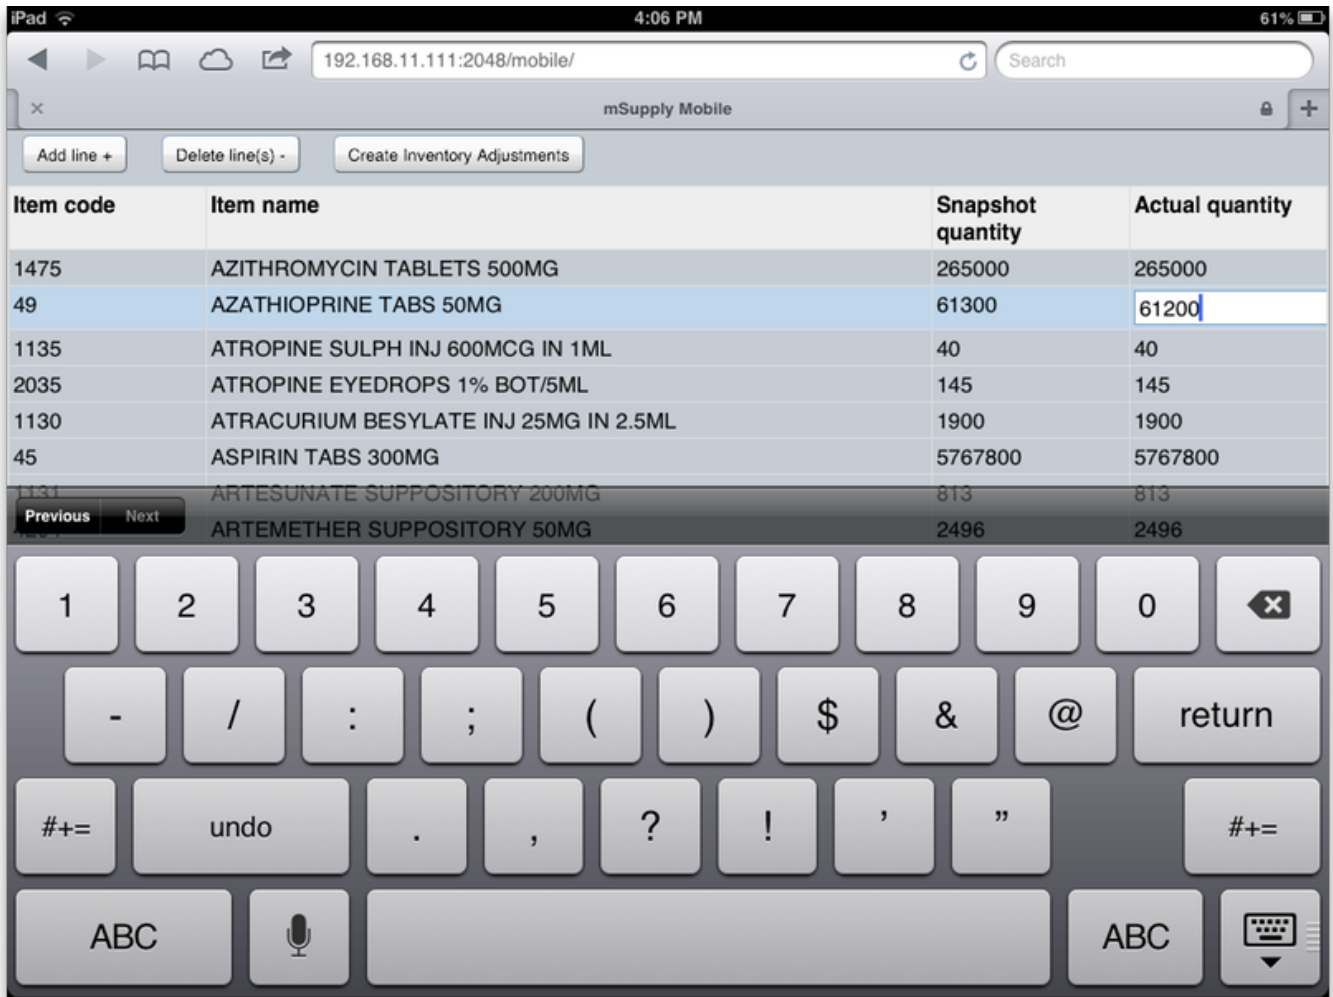 iPad 4:06 PM 61%
192.168.11.111:2048/mobile/ Search
mSupply Mobile
Add line + Delete line(s) - Create Inventory Adjustments
Item code Item name Snapshot quantity Actual quantity
1475 AZITHROMYCIN TABLETS 500MG 265000 265000
49 AZATHIOPRINE TABS 50MG 61300 61200
1135 ATROPINE SULPH INJ 600MCG IN 1ML 40 40
2035 ATROPINE EYEDROPS 1% BOT/5ML 145 145
1130 ATRACURIUM BESYLATE INJ 25MG IN 2.5ML 1900 1900
45 ASPIRIN TABS 300MG 5767800 5767800
1131 ARTESUNATE SUPPOSITORY 200MG 813 813
Previous Next
ARTEMETHER SUPPOSITORY 50MG 2496 2496
1 2 3 4 5 6 7 8 9 0
- / : ; ( ) $ & @ return
#+= undo . , ? ! ’ ” #+=
ABC ABC